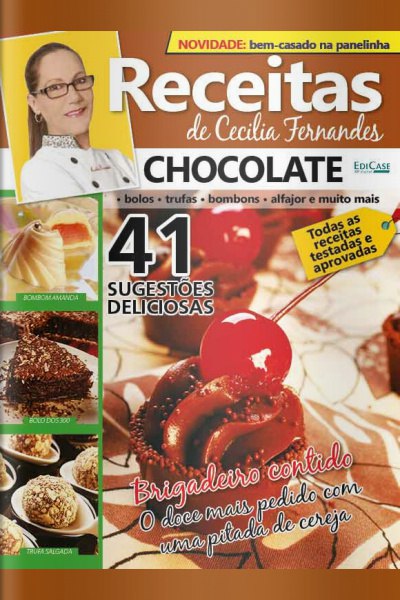 NOVIDADE: bem-casado na panelinha
Receitas
de Cecilia Fernandes
CHOCOLATE
EDICASE
• bolos • trufas • bombons • alfajor e muito mais
41
SUGESTÕES
DELICIOSAS
Todas as
receitas
testadas e
aprovadas
BOMBOM AMANDA
BOLO DOS 300
TRUFA SALGADA
Brigadeiro contido
O doce mais pedido com
uma pitada de cereja